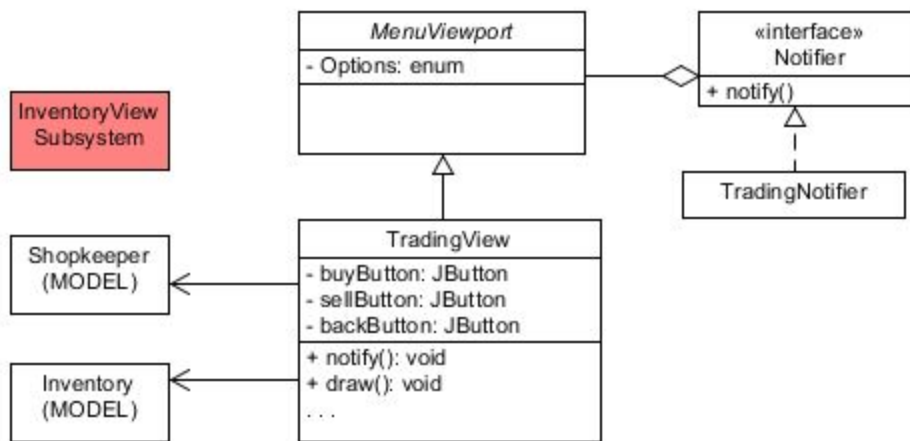 MenuViewport
- Options: enum
«interface»
Notifier
+ notify()
InventoryView
Subsystem
TradingNotifier
Shopkeeper
(MODEL)
TradingView
- buyButton: JButton
- sellButton: JButton
- backButton: JButton
+ notify(): void
+ draw(): void
. . .
Inventory
(MODEL)